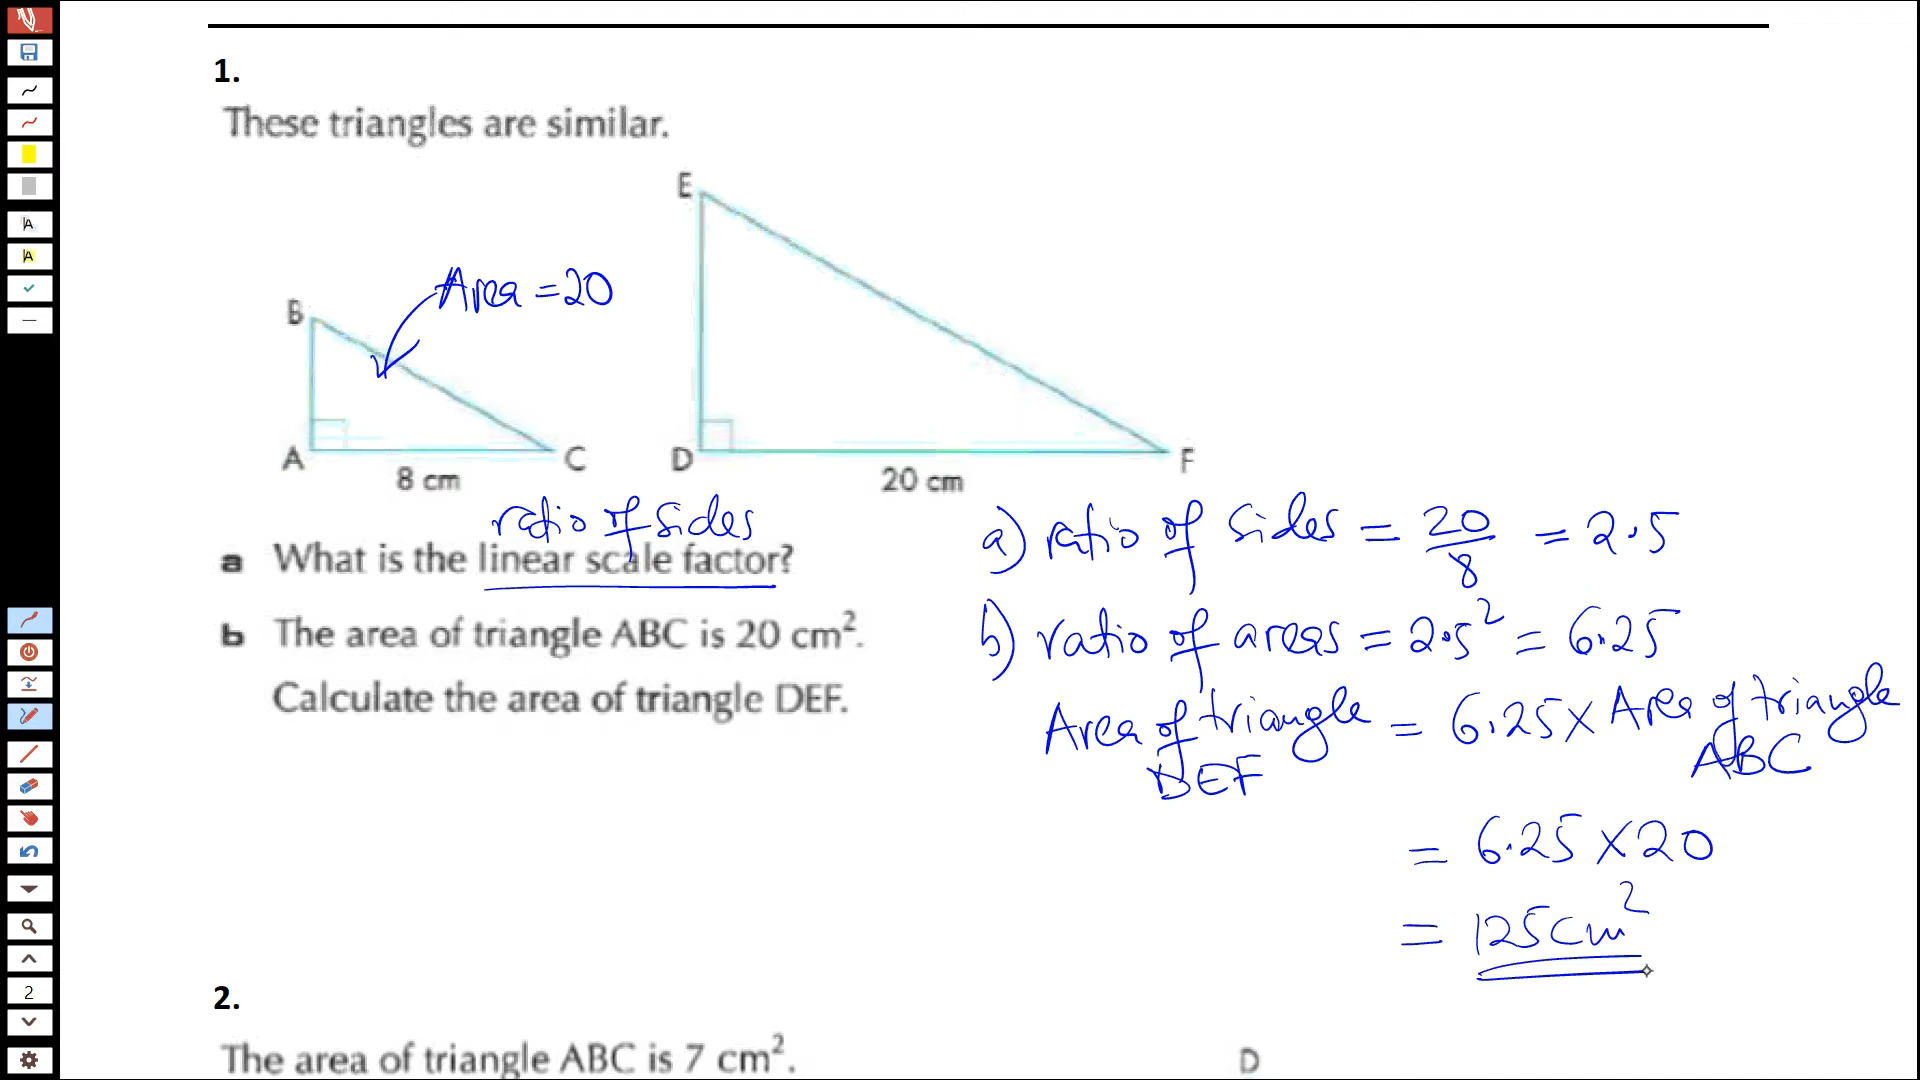 1.
These triangles are similar.
E
Area = 20
B
A
C
D
F
8 cm
20 cm
ratio of sides
a What is the linear scale factor?
a) ratio of sides = 20/8 = 2.5
b The area of triangle ABC is 20 cm².
b) ratio of areas = 2.5² = 6.25
Calculate the area of triangle DEF.
Area of triangle DEF = 6.25 × Area of triangle ABC
= 6.25 × 20
= 125cm²
2
2.
The area of triangle ABC is 7 cm².
D